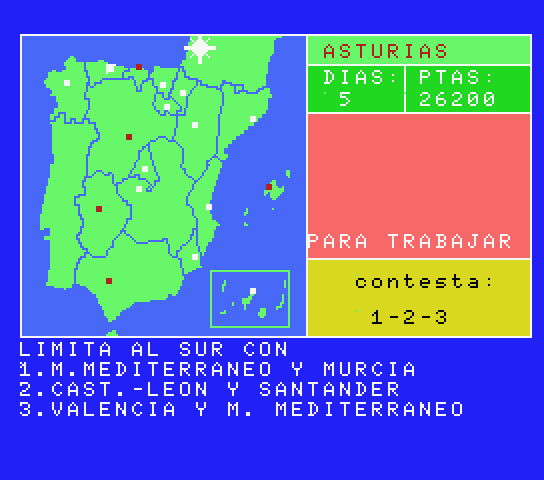 ASTURIAS
DIAS: PTAS:
5 26200
PARA TRABAJAR
contesta:
1-2-3
LIMITA AL SUR CON
1.M.MEDITERRANEO Y MURCIA
2.CAST.-LEON Y SANTANDER
3.VALENCIA Y M. MEDITERRANEO